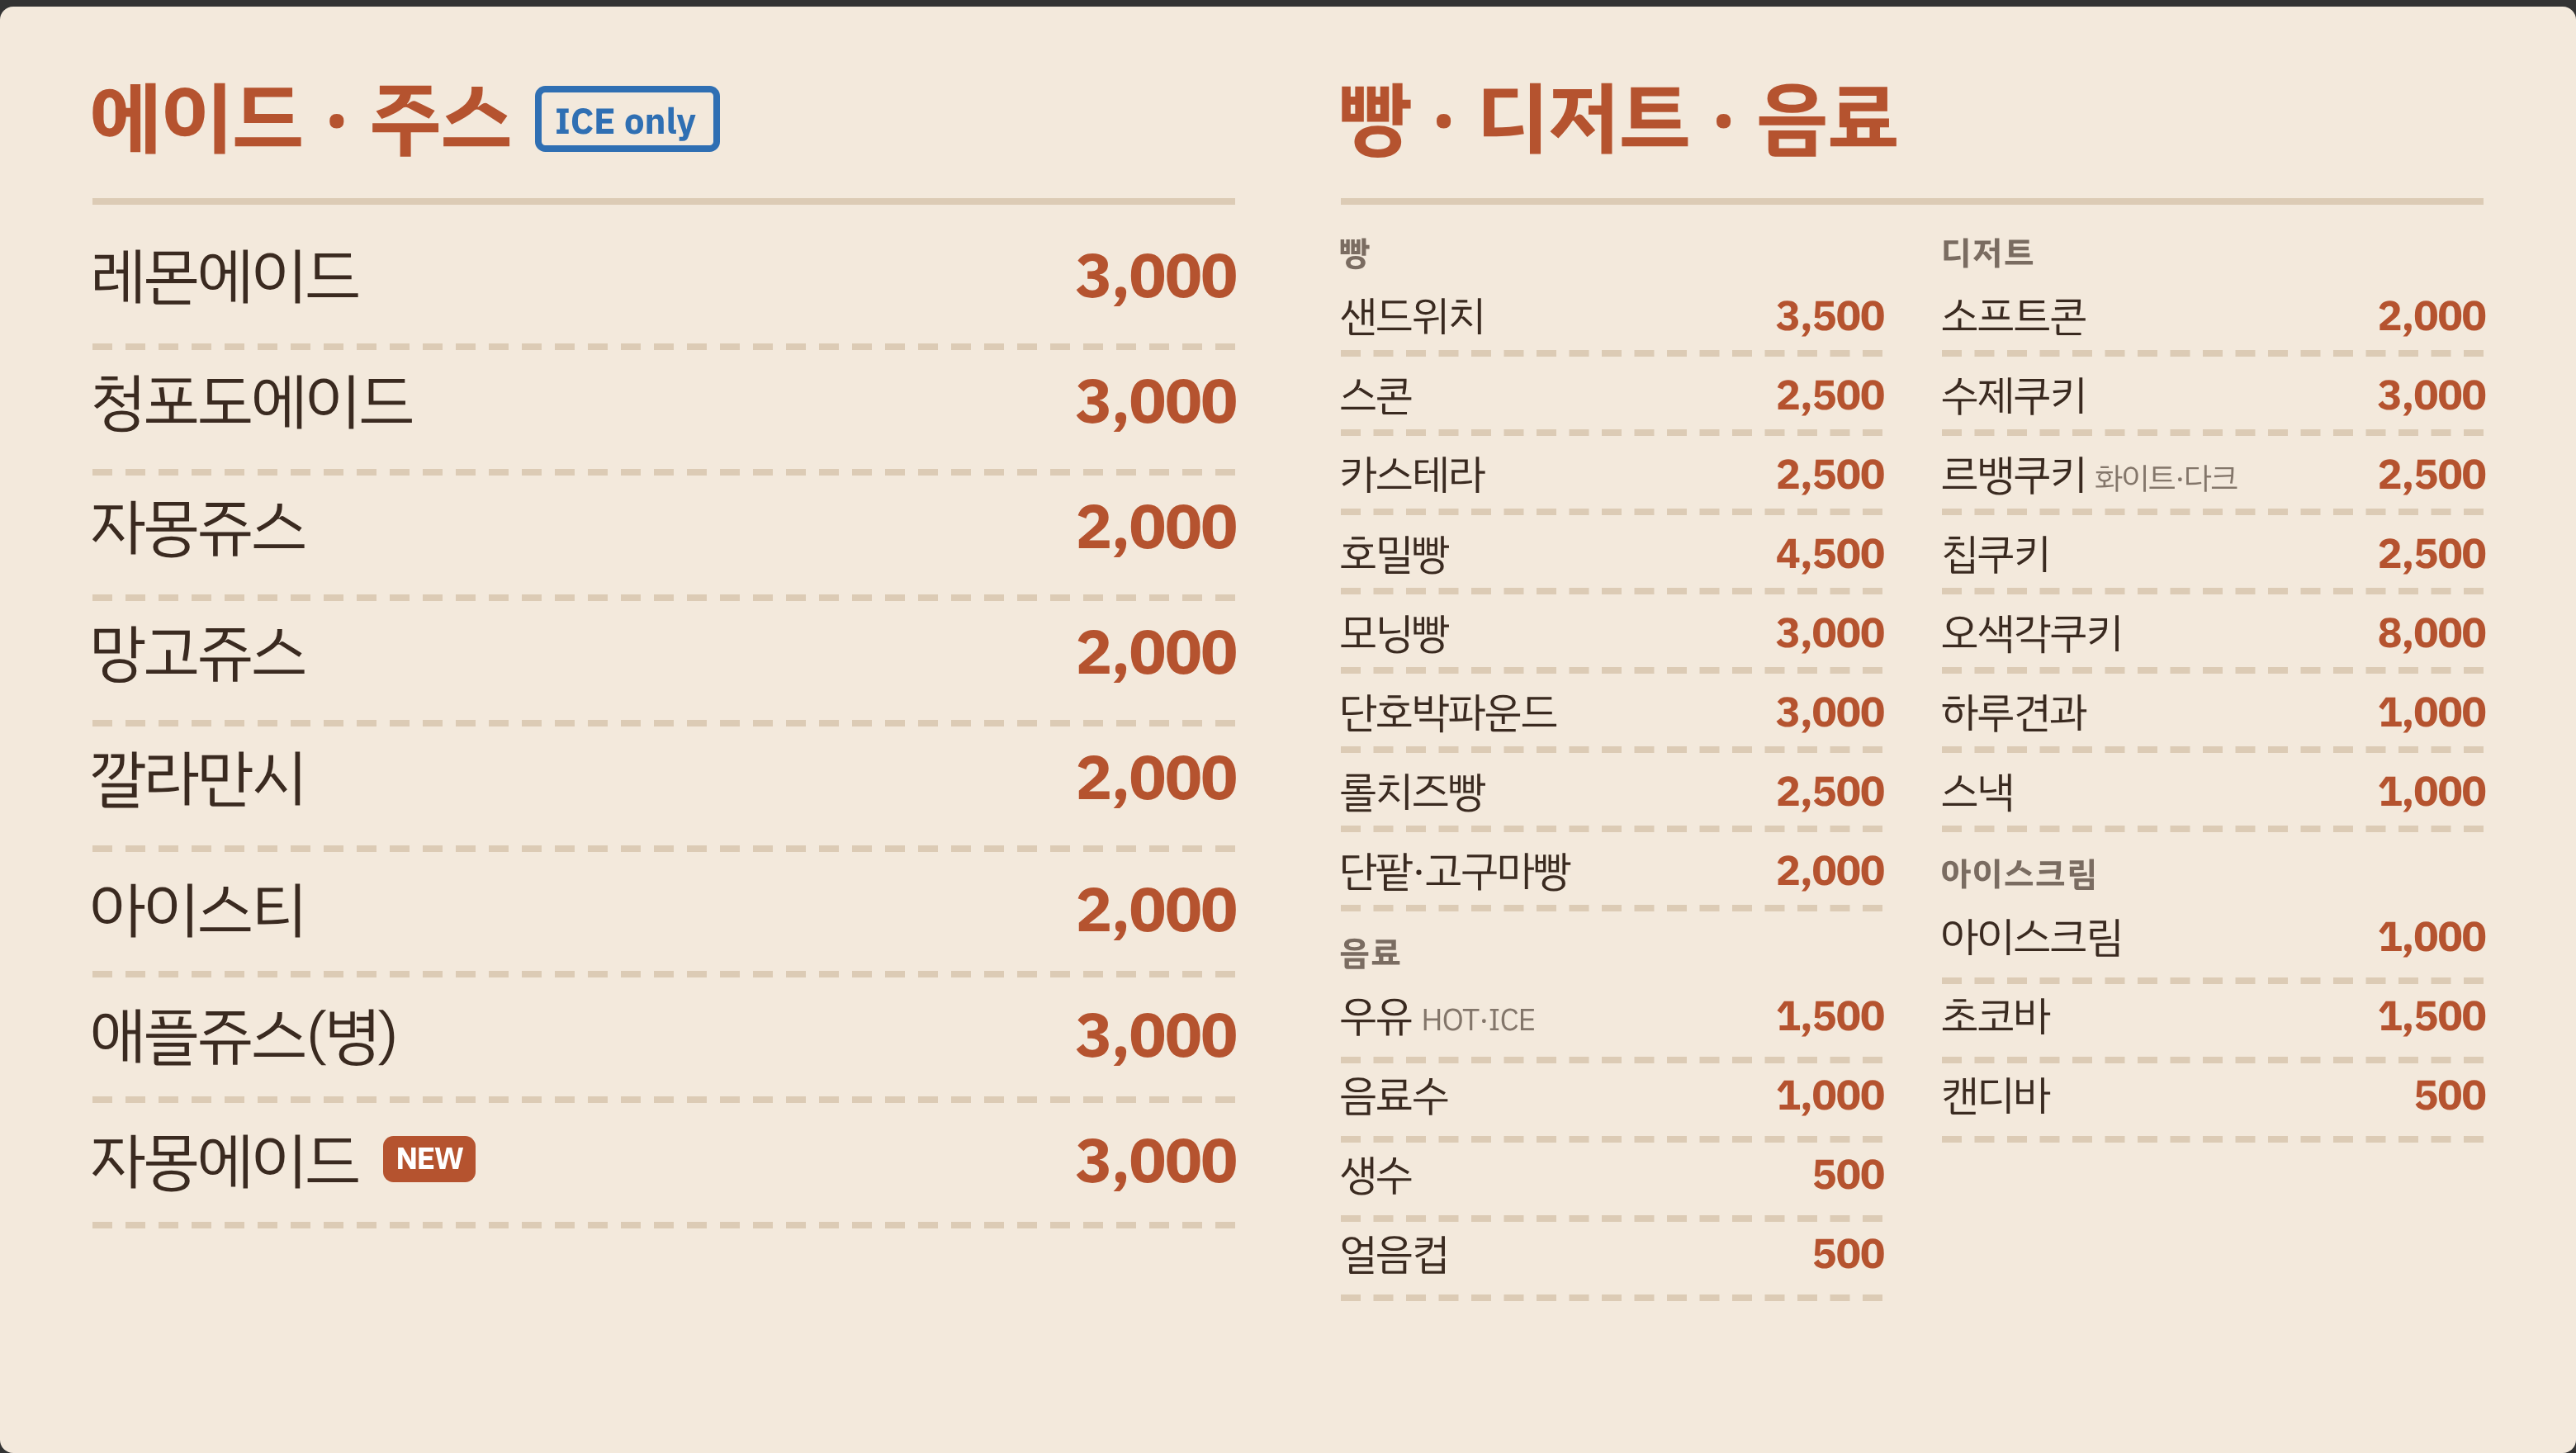 에이드 · 주스 ICE only
레몬에이드 3,000
청포도에이드 3,000
자몽쥬스 2,000
망고쥬스 2,000
깔라만시 2,000
아이스티 2,000
애플쥬스(병) 3,000
자몽에이드 NEW 3,000
빵 · 디저트 · 음료
빵
샌드위치 3,500
스콘 2,500
카스테라 2,500
호밀빵 4,500
모닝빵 3,000
단호박파운드 3,000
롤치즈빵 2,500
단팥·고구마빵 2,000
음료
우유 HOT·ICE 1,500
음료수 1,000
생수 500
얼음컵 500
디저트
소프트콘 2,000
수제쿠키 3,000
르뱅쿠키 화이트·다크 2,500
칩쿠키 2,500
오색각쿠키 8,000
하루견과 1,000
스낵 1,000
아이스크림
아이스크림 1,000
초코바 1,500
캔디바 500